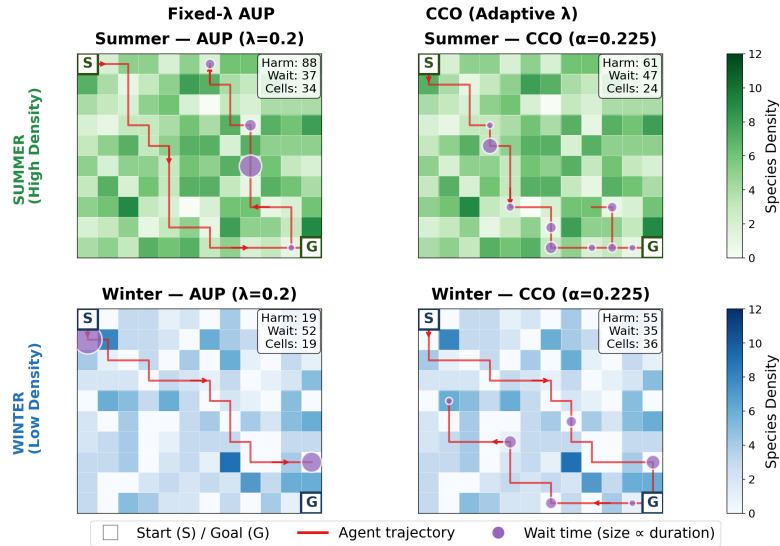 Fixed-λ AUP
CCO (Adaptive λ)
Summer — AUP (λ=0.2)
Summer — CCO (α=0.225)
SUMMER
(High Density)
S
Harm: 88
Wait: 37
Cells: 34
G
S
Harm: 61
Wait: 47
Cells: 24
G
12
10
8
6
4
2
0
Species Density
Winter — AUP (λ=0.2)
Winter — CCO (α=0.225)
WINTER
(Low Density)
S
Harm: 19
Wait: 52
Cells: 19
G
S
Harm: 55
Wait: 35
Cells: 36
G
12
10
8
6
4
2
0
Species Density
Start (S) / Goal (G)
Agent trajectory
Wait time (size ∝ duration)